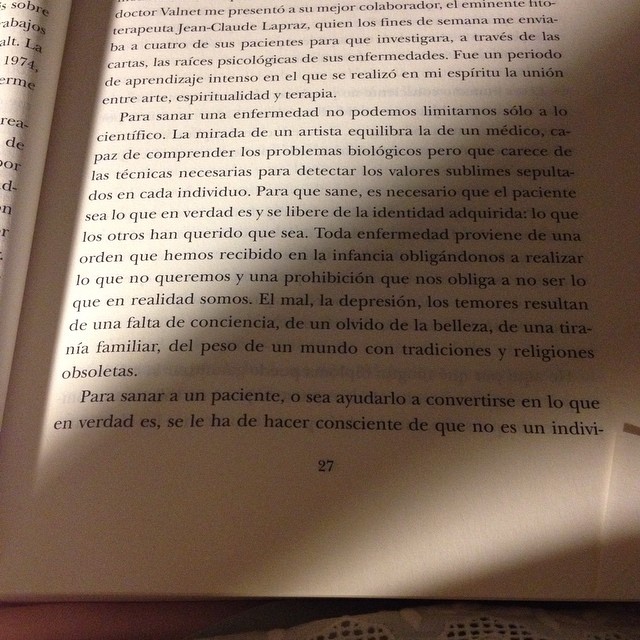 s sobre
rabajos
alt. La
1974,
erme
rea-
de
por
d-
on
er
doctor Valnet me presentó a su mejor colaborador, el eminente fito-
terapeuta Jean-Claude Lapraz, quien los fines de semana me envia-
ba a cuatro de sus pacientes para que investigara, a través de las
cartas, las raíces psicológicas de sus enfermedades. Fue un periodo
de aprendizaje intenso en el que se realizó en mi espíritu la unión
entre arte, espiritualidad y terapia.
Para sanar una enfermedad no podemos limitarnos sólo a lo
científico. La mirada de un artista equilibra la de un médico, ca-
paz de comprender los problemas biológicos pero que carece de
las técnicas necesarias para detectar los valores sublimes sepulta-
dos en cada individuo. Para que sane, es necesario que el paciente
sea lo que en verdad es y se libere de la identidad adquirida: lo que
los otros han querido que sea. Toda enfermedad proviene de una
orden que hemos recibido en la infancia obligándonos a realizar
lo que no queremos y una prohibición que nos obliga a no ser lo
que en realidad somos. El mal, la depresión, los temores resultan
de una falta de conciencia, de un olvido de la belleza, de una tira-
nía familiar, del peso de un mundo con tradiciones y religiones
obsoletas.
Para sanar a un paciente, o sea ayudarlo a convertirse en lo que
en verdad es, se le ha de hacer consciente de que no es un indivi-
27